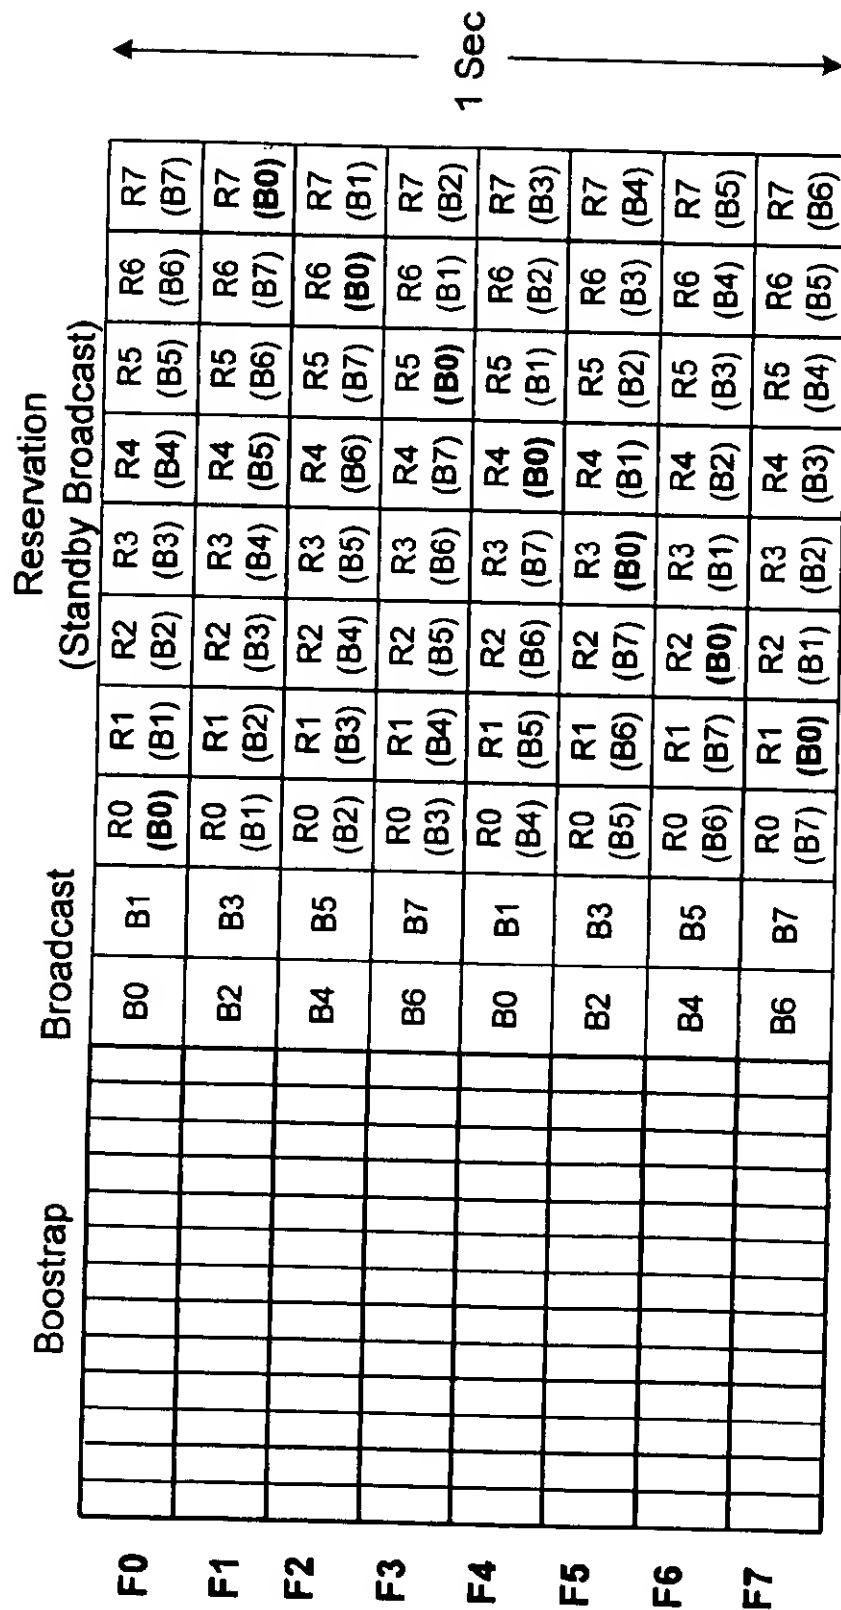 Boostrap Broadcast Reservation
(Standby Broadcast)
F0 B0 B1 R0 R1 R2 R3 R4 R5 R6 R7
(B0) (B1) (B2) (B3) (B4) (B5) (B6) (B7)
F1 B2 B3 R0 R1 R2 R3 R4 R5 R6 R7
(B1) (B2) (B3) (B4) (B5) (B6) (B7) (B0)
F2 B4 B5 R0 R1 R2 R3 R4 R5 R6 R7
(B2) (B3) (B4) (B5) (B6) (B7) (B0) (B1)
F3 B6 B7 R0 R1 R2 R3 R4 R5 R6 R7
(B3) (B4) (B5) (B6) (B7) (B0) (B1) (B2)
F4 B0 B1 R0 R1 R2 R3 R4 R5 R6 R7
(B4) (B5) (B6) (B7) (B0) (B1) (B2) (B3)
F5 B2 B3 R0 R1 R2 R3 R4 R5 R6 R7
(B5) (B6) (B7) (B0) (B1) (B2) (B3) (B4)
F6 B4 B5 R0 R1 R2 R3 R4 R5 R6 R7
(B6) (B7) (B0) (B1) (B2) (B3) (B4) (B5)
F7 B6 B7 R0 R1 R2 R3 R4 R5 R6 R7
(B7) (B0) (B1) (B2) (B3) (B4) (B5) (B6)
1 Sec